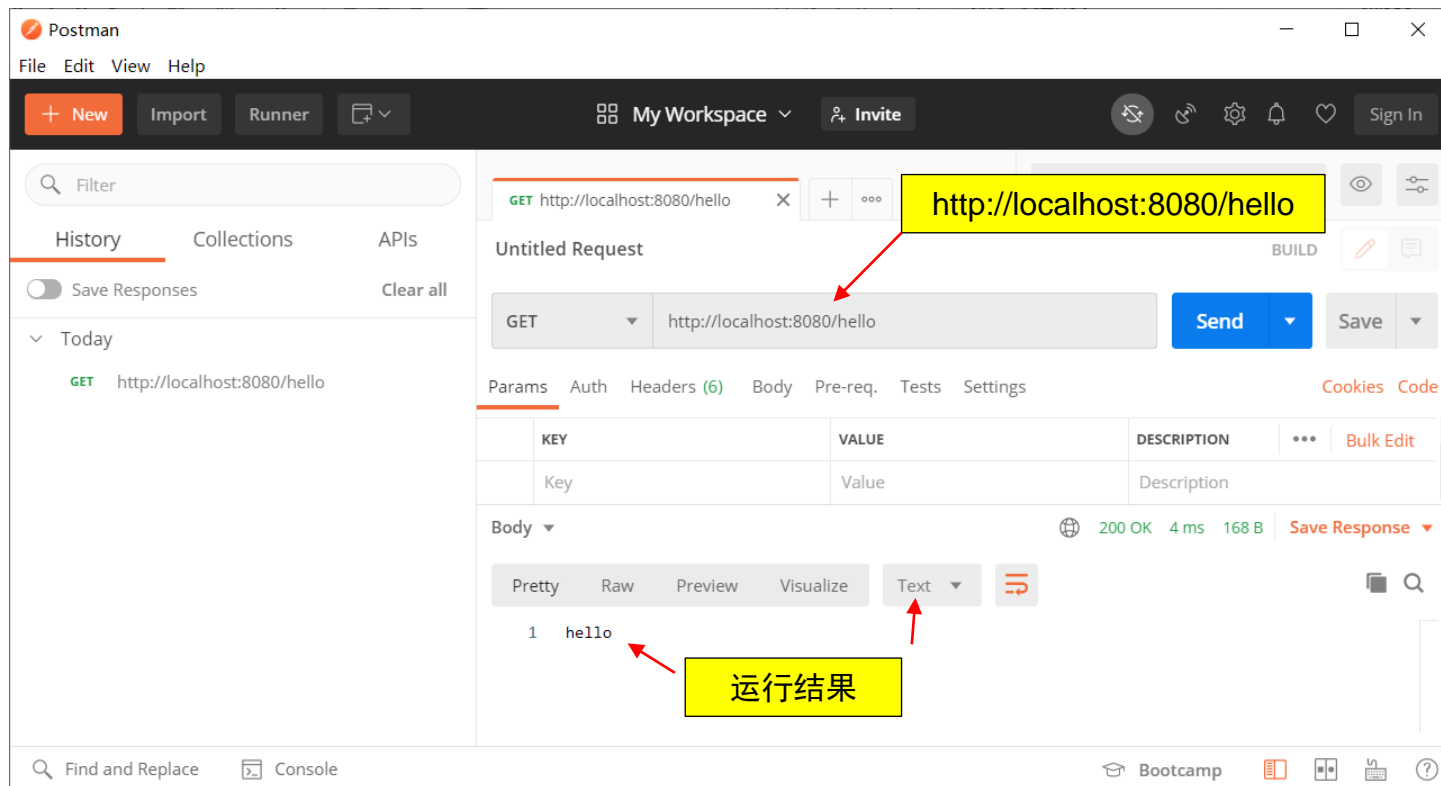 Postman
File Edit View Help
+ New Import Runner My Workspace Invite Sign In
Filter
History Collections APIs
Save Responses Clear all
Today
GET http://localhost:8080/hello
GET http://localhost:8080/hello
http://localhost:8080/hello
Untitled Request BUILD
GET http://localhost:8080/hello Send Save
Params Auth Headers (6) Body Pre-req. Tests Settings Cookies Code
KEY VALUE DESCRIPTION Bulk Edit
Key Value Description
Body 200 OK 4 ms 168 B Save Response
Pretty Raw Preview Visualize Text
1 hello
运行结果
Find and Replace Console Bootcamp